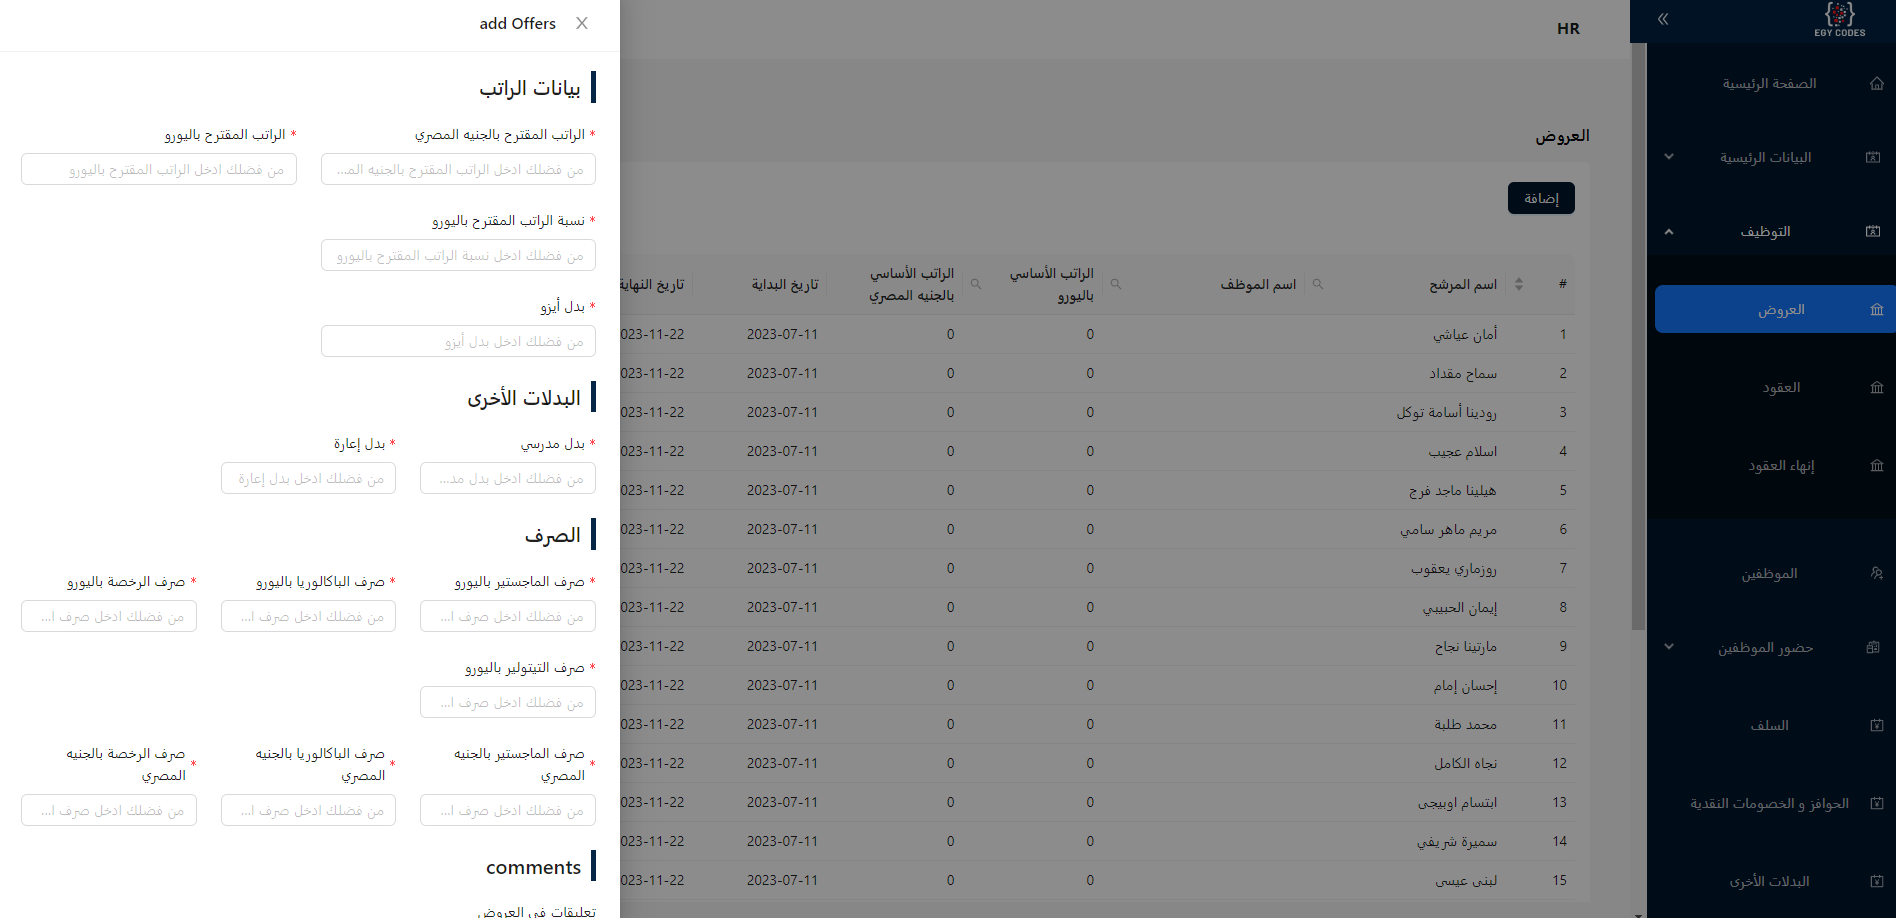 EGY CODES
الصفحة الرئيسية
البيانات الرئيسية
التوظيف
العروض
العقود
إنهاء العقود
الموظفين
حضور الموظفين
السلف
الحوافز و الخصومات النقدية
البدلات الأخرى
HR
العروض
إضافة
# اسم المرشح اسم الموظف الراتب الأساسي باليورو الراتب الأساسي بالجنيه المصري تاريخ البداية تاريخ النهاية
1 أمان عياشي 0 0 2023-07-11 023-11-22
2 سماح مقداد 0 0 2023-07-11 023-11-22
3 رودينا أسامة توكل 0 0 2023-07-11 023-11-22
4 اسلام عجيب 0 0 2023-07-11 023-11-22
5 هيلينا ماجد فرج 0 0 2023-07-11 023-11-22
6 مريم ماهر سامي 0 0 2023-07-11 023-11-22
7 روزماري يعقوب 0 0 2023-07-11 023-11-22
8 إيمان الحبيبي 0 0 2023-07-11 023-11-22
9 مارتينا نجاح 0 0 2023-07-11 023-11-22
10 إحسان إمام 0 0 2023-07-11 023-11-22
11 محمد طلبة 0 0 2023-07-11 023-11-22
12 نجاه الكامل 0 0 2023-07-11 023-11-22
13 ابتسام اوبيجى 0 0 2023-07-11 023-11-22
14 سميرة شريفي 0 0 2023-07-11 023-11-22
15 لبنى عيسى 0 0 2023-07-11 023-11-22
add Offers
بيانات الراتب
* الراتب المقترح بالجنيه المصري
من فضلك ادخل الراتب المقترح بالجنيه الم...
* الراتب المقترح باليورو
من فضلك ادخل الراتب المقترح باليورو
* نسبة الراتب المقترح باليورو
من فضلك ادخل نسبة الراتب المقترح باليورو
* بدل أيزو
من فضلك ادخل بدل أيزو
البدلات الأخرى
* بدل مدرسي
من فضلك ادخل بدل مد...
* بدل إعارة
من فضلك ادخل بدل إعارة
الصرف
* صرف الماجستير باليورو
من فضلك ادخل صرف ا...
* صرف الباكالوريا باليورو
من فضلك ادخل صرف ا...
* صرف الرخصة باليورو
من فضلك ادخل صرف ا...
* صرف التيتولير باليورو
من فضلك ادخل صرف ا...
* صرف الماجستير بالجنيه المصري
من فضلك ادخل صرف ا...
* صرف الباكالوريا بالجنيه المصري
من فضلك ادخل صرف ا...
* صرف الرخصة بالجنيه المصري
من فضلك ادخل صرف ا...
comments
تعليقات في العروض